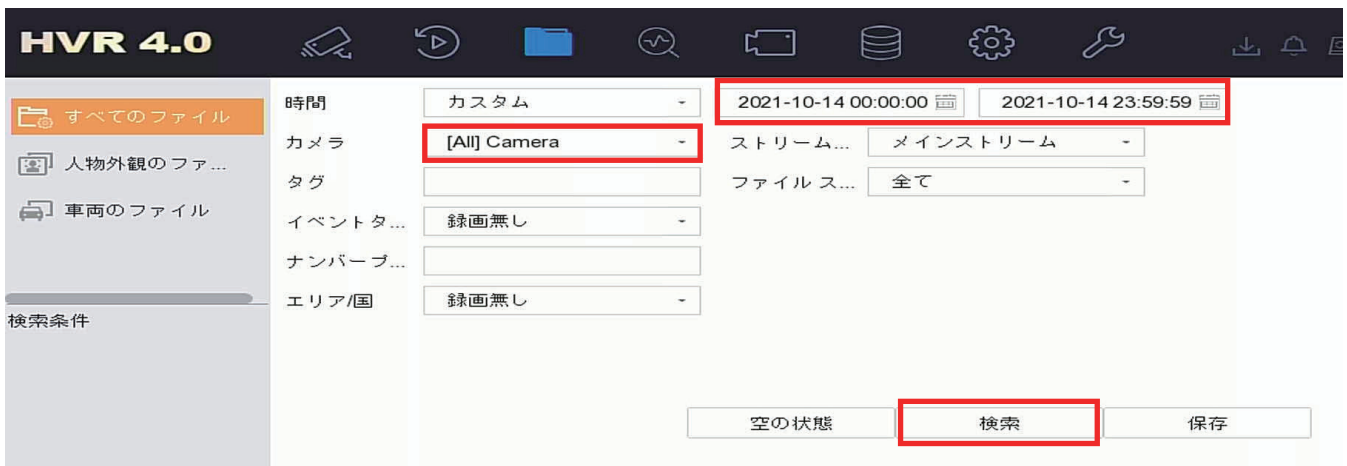 HVR 4.0
すべてのファイル
人物外観のファ...
車両のファイル
検索条件
時間 カスタム 2021-10-14 00:00:00 2021-10-14 23:59:59
カメラ [All] Camera ストリーム... メインストリーム
タグ ファイル ス... 全て
イベントタ... 録画無し
ナンバープ...
エリア/国 録画無し
空の状態 検索 保存